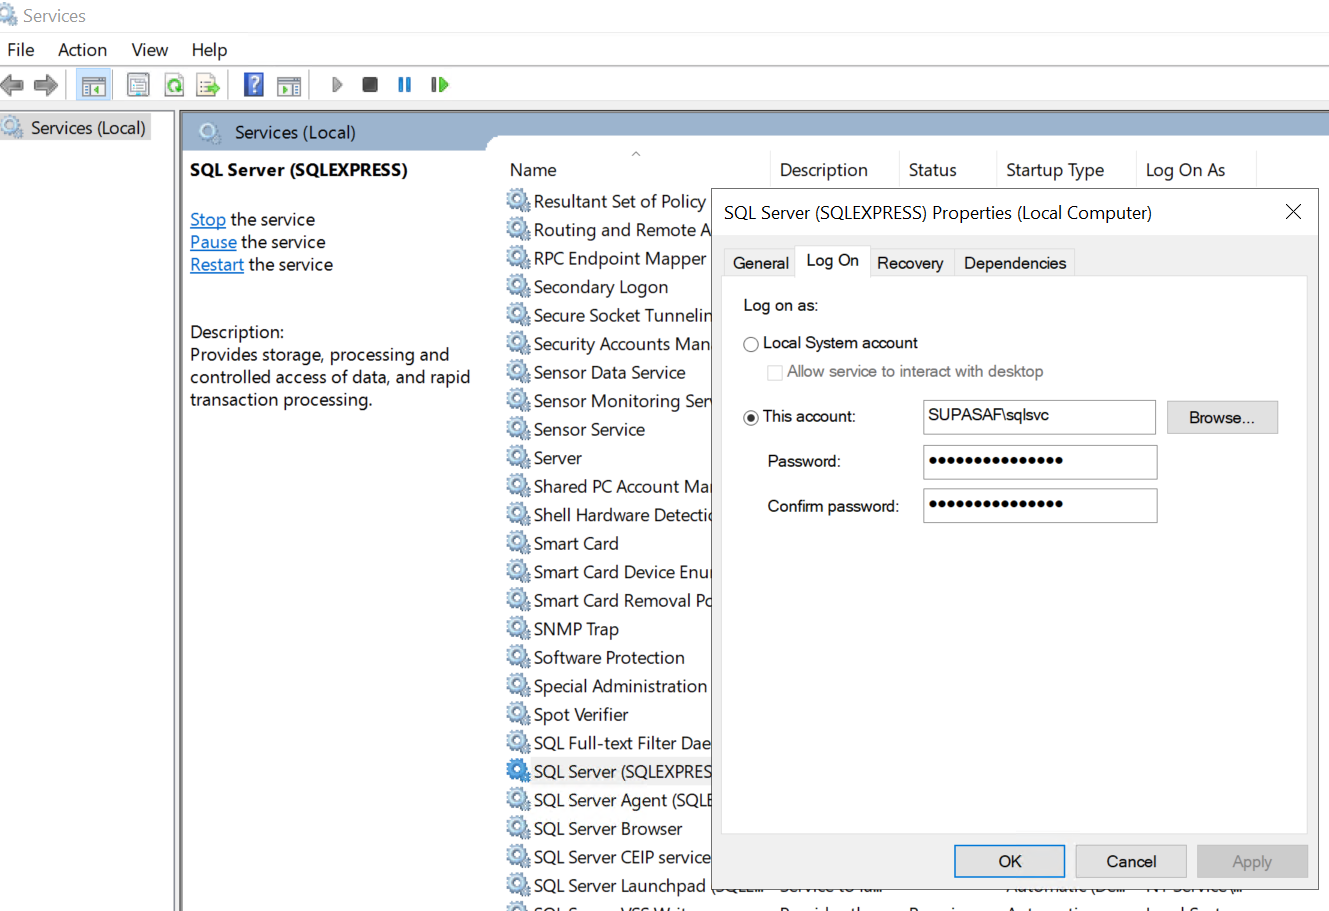 Services
File Action View Help
Services (Local)
Services (Local)
SQL Server (SQLEXPRESS)
Stop the service
Pause the service
Restart the service
Description:
Provides storage, processing and
controlled access of data, and rapid
transaction processing.
Name Description Status Startup Type Log On As
Resultant Set of Policy
Routing and Remote A
RPC Endpoint Mapper
Secondary Logon
Secure Socket Tunnelin
Security Accounts Man
Sensor Data Service
Sensor Monitoring Ser
Sensor Service
Server
Shared PC Account Ma
Shell Hardware Detecti
Smart Card
Smart Card Device Enu
Smart Card Removal Po
SNMP Trap
Software Protection
Special Administration
Spot Verifier
SQL Full-text Filter Dae
SQL Server (SQLEXPRES
SQL Server Agent (SQLE
SQL Server Browser
SQL Server CEIP service
SQL Server Launchpad
SQL Server (SQLEXPRESS) Properties (Local Computer)
General Log On Recovery Dependencies
Log on as:
Local System account
Allow service to interact with desktop
This account: SUPASAF\sqlsvc Browse...
Password: •••••••••••••••
Confirm password: •••••••••••••••
OK Cancel Apply